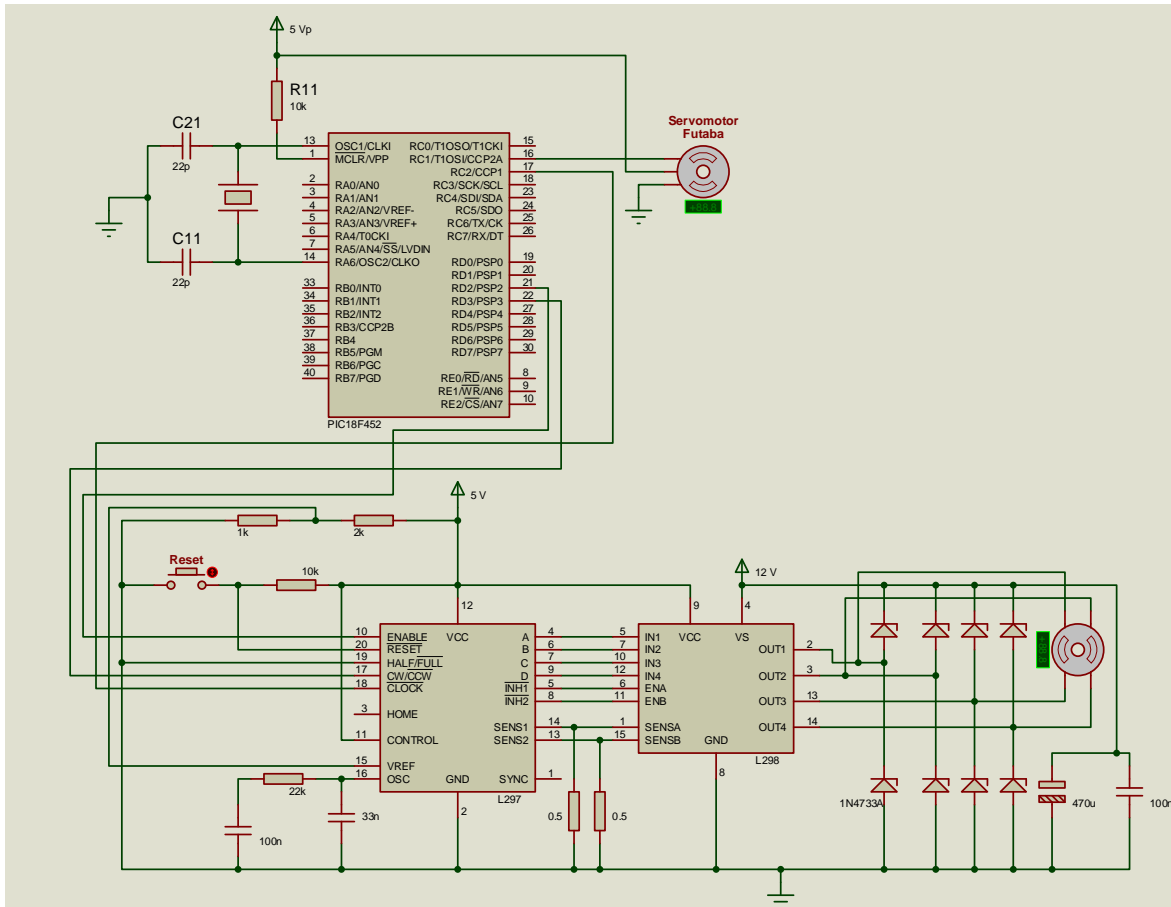 5 Vp
R11
10k
C21
22p
C11
22p
Servomotor
Futaba
13 OSC1/CLKI
1 MCLR/VPP
2 RA0/AN0
3 RA1/AN1
4 RA2/AN2/VREF-
5 RA3/AN3/VREF+
6 RA4/T0CKI
7 RA5/AN4/SS/LVDIN
14 RA6/OSC2/CLKO
33 RB0/INT0
34 RB1/INT1
35 RB2/INT2
36 RB3/CCP2B
37 RB4
38 RB5/PGM
39 RB6/PGC
40 RB7/PGD
RC0/T1OSO/T1CKI 15
RC1/T1OSI/CCP2A 16
RC2/CCP1 17
RC3/SCK/SCL 18
RC4/SDI/SDA 23
RC5/SDO 24
RC6/TX/CK 25
RC7/RX/DT 26
RD0/PSP0 19
RD1/PSP1 20
RD2/PSP2 21
RD3/PSP3 22
RD4/PSP4 27
RD5/PSP5 28
RD6/PSP6 29
RD7/PSP7 30
RE0/RD/AN5 8
RE1/WR/AN6 9
RE2/CS/AN7 10
PIC18F452
5 V
1k
2k
Reset
10k
12 V
12
VCC
10 ENABLE
20 RESET
19 HALF/FULL
17 CW/CCW
18 CLOCK
3 HOME
11 CONTROL
15 VREF
16 OSC
A 4
B 6
C 7
D 9
INH1 5
INH2 8
SENS1 14
SENS2 13
SYNC 1
GND
2
L297
9
VCC
4
VS
5 IN1
7 IN2
10 IN3
12 IN4
6 ENA
11 ENB
1 SENSA
15 SENSB
OUT1 2
OUT2 3
OUT3 13
OUT4 14
GND
8
L298
22k
33n
100n
0.5
0.5
1N4733A
470u
100n